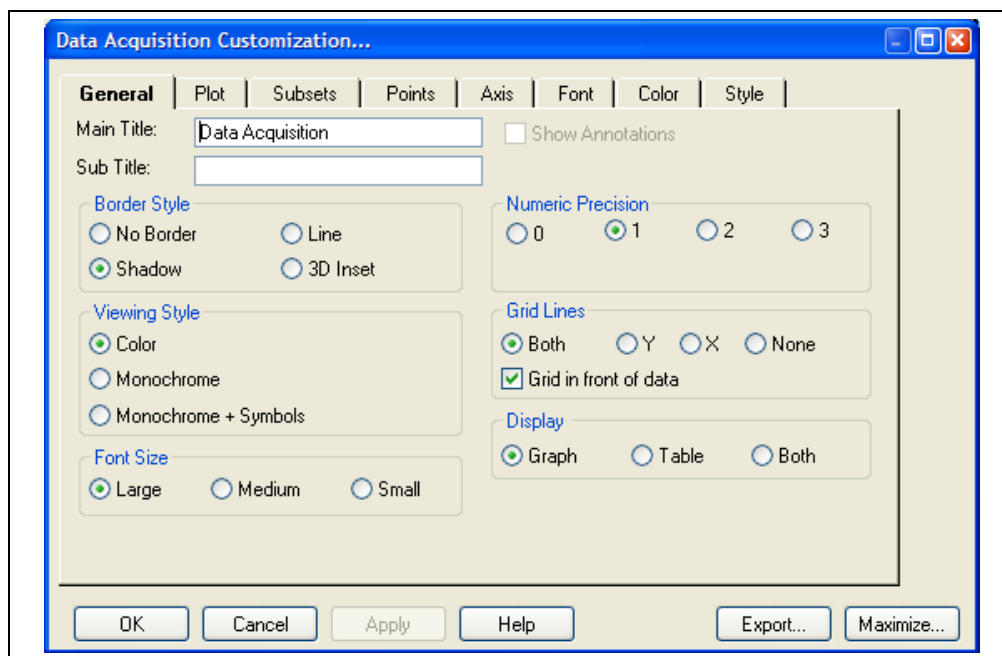 Data Acquisition Customization...
General Plot Subsets Points Axis Font Color Style
Main Title: Data Acquisition Show Annotations
Sub Title:
Border Style
No Border Line
Shadow 3D Inset
Numeric Precision
0 1 2 3
Viewing Style
Color
Monochrome
Monochrome + Symbols
Grid Lines
Both Y X None
Grid in front of data
Font Size
Large Medium Small
Display
Graph Table Both
OK Cancel Apply Help Export... Maximize...